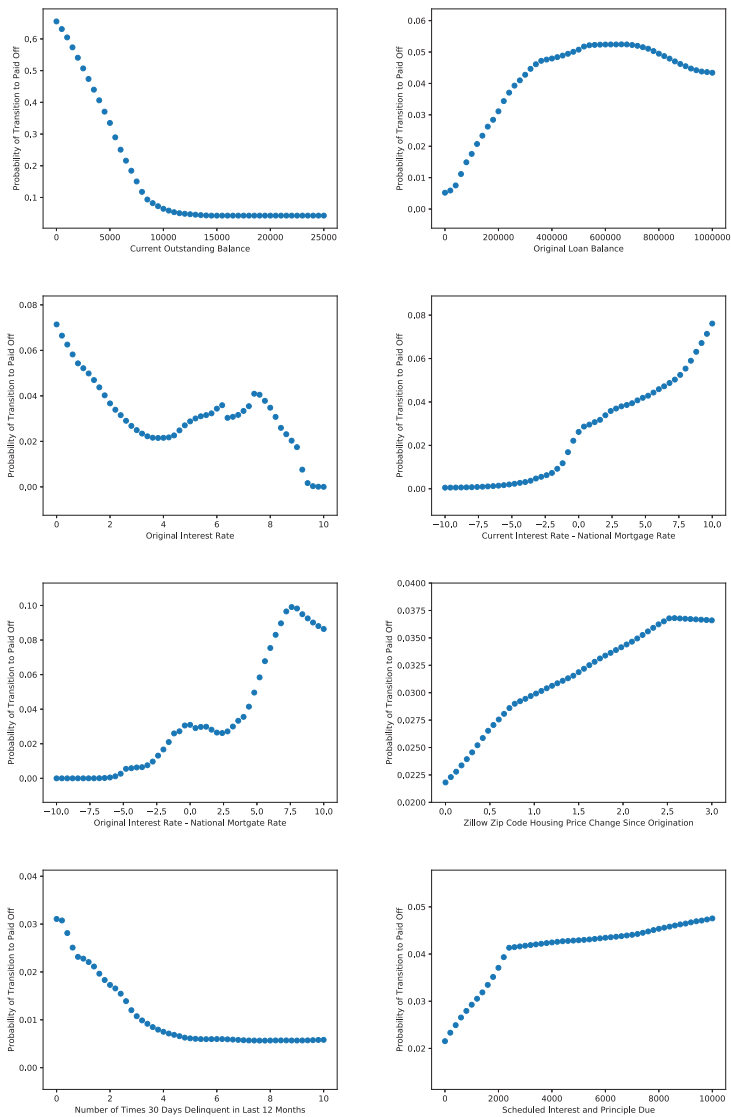 Probability of Transition to Paid Off
0.6
0.5
0.4
0.3
0.2
0.1
0 5000 10000 15000 20000 25000
Current Outstanding Balance
Probability of Transition to Paid Off
0.06
0.05
0.04
0.03
0.02
0.01
0.00
0 200000 400000 600000 800000 1000000
Original Loan Balance
Probability of Transition to Paid Off
0.08
0.06
0.04
0.02
0.00
0 2 4 6 8 10
Original Interest Rate
Probability of Transition to Paid Off
0.08
0.06
0.04
0.02
0.00
−10.0 −7.5 −5.0 −2.5 0.0 2.5 5.0 7.5 10.0
Current Interest Rate - National Mortgage Rate
Probability of Transition to Paid Off
0.10
0.08
0.06
0.04
0.02
0.00
−10.0 −7.5 −5.0 −2.5 0.0 2.5 5.0 7.5 10.0
Original Interest Rate - National Mortgate Rate
Probability of Transition to Paid Off
0.0400
0.0375
0.0350
0.0325
0.0300
0.0275
0.0250
0.0225
0.0200
0.0 0.5 1.0 1.5 2.0 2.5 3.0
Zillow Zip Code Housing Price Change Since Origination
Probability of Transition to Paid Off
0.04
0.03
0.02
0.01
0.00
0 2 4 6 8 10
Number of Times 30 Days Delinquent in Last 12 Months
Probability of Transition to Paid Off
0.05
0.04
0.03
0.02
0 2000 4000 6000 8000 10000
Scheduled Interest and Principle Due